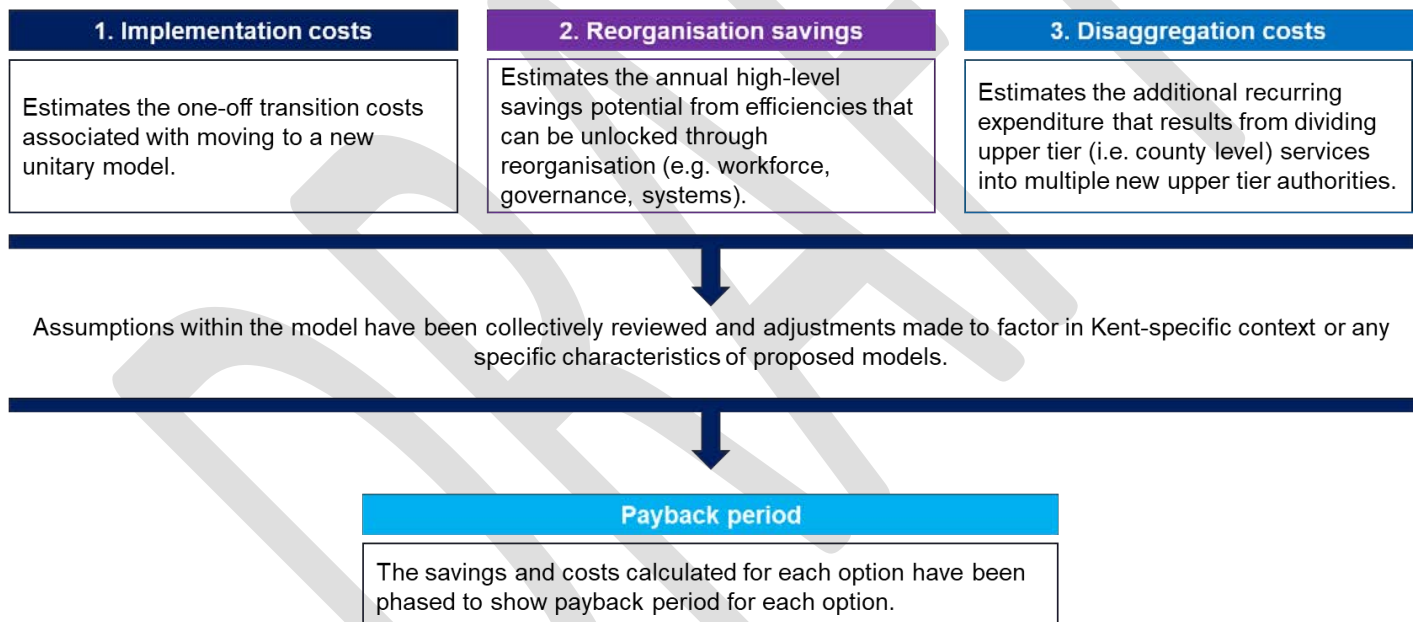 1. Implementation costs
Estimates the one-off transition costs
associated with moving to a new
unitary model.
2. Reorganisation savings
Estimates the annual high-level
savings potential from efficiencies that
can be unlocked through
reorganisation (e.g. workforce,
governance, systems).
3. Disaggregation costs
Estimates the additional recurring
expenditure that results from dividing
upper tier (i.e. county level) services
into multiple new upper tier authorities.
Assumptions within the model have been collectively reviewed and adjustments made to factor in Kent-specific context or any
specific characteristics of proposed models.
Payback period
The savings and costs calculated for each option have been
phased to show payback period for each option.
DRAFT